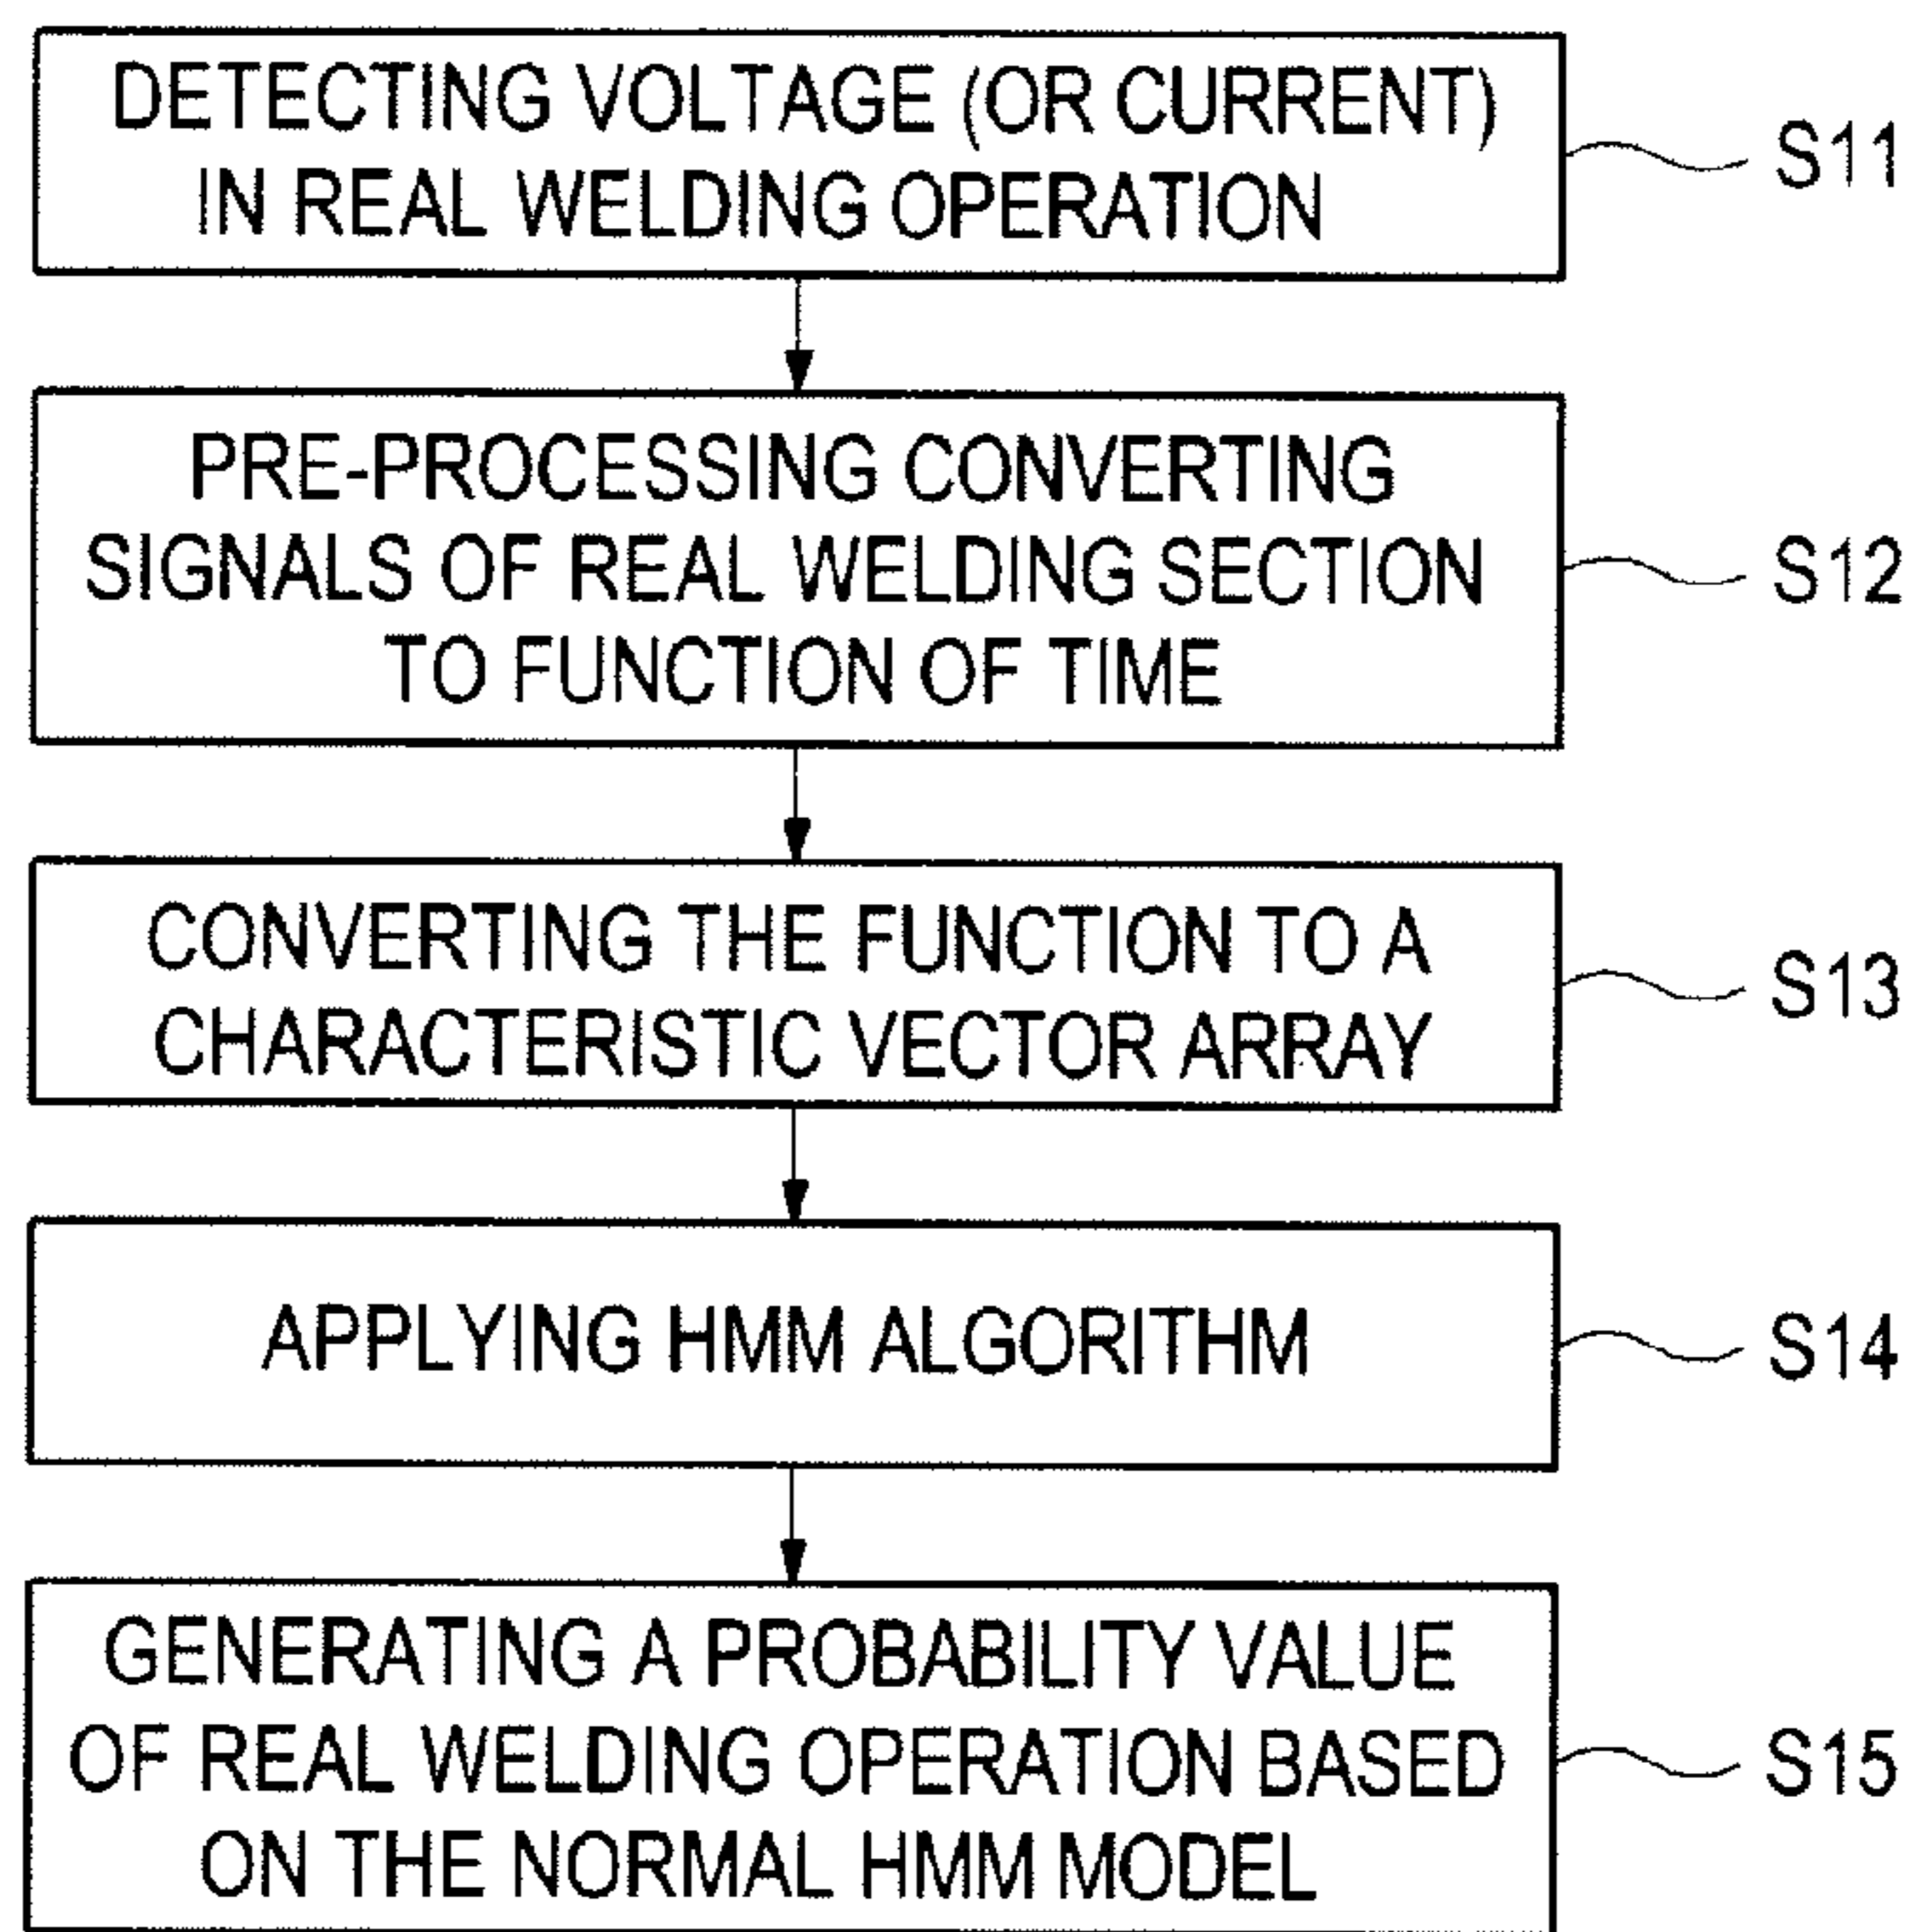 DETECTING VOLTAGE (OR CURRENT)
IN REAL WELDING OPERATION
S11
PRE-PROCESSING CONVERTING
SIGNALS OF REAL WELDING SECTION
TO FUNCTION OF TIME
S12
CONVERTING THE FUNCTION TO A
CHARACTERISTIC VECTOR ARRAY
S13
APPLYING HMM ALGORITHM
S14
GENERATING A PROBABILITY VALUE
OF REAL WELDING OPERATION BASED
ON THE NORMAL HMM MODEL
S15